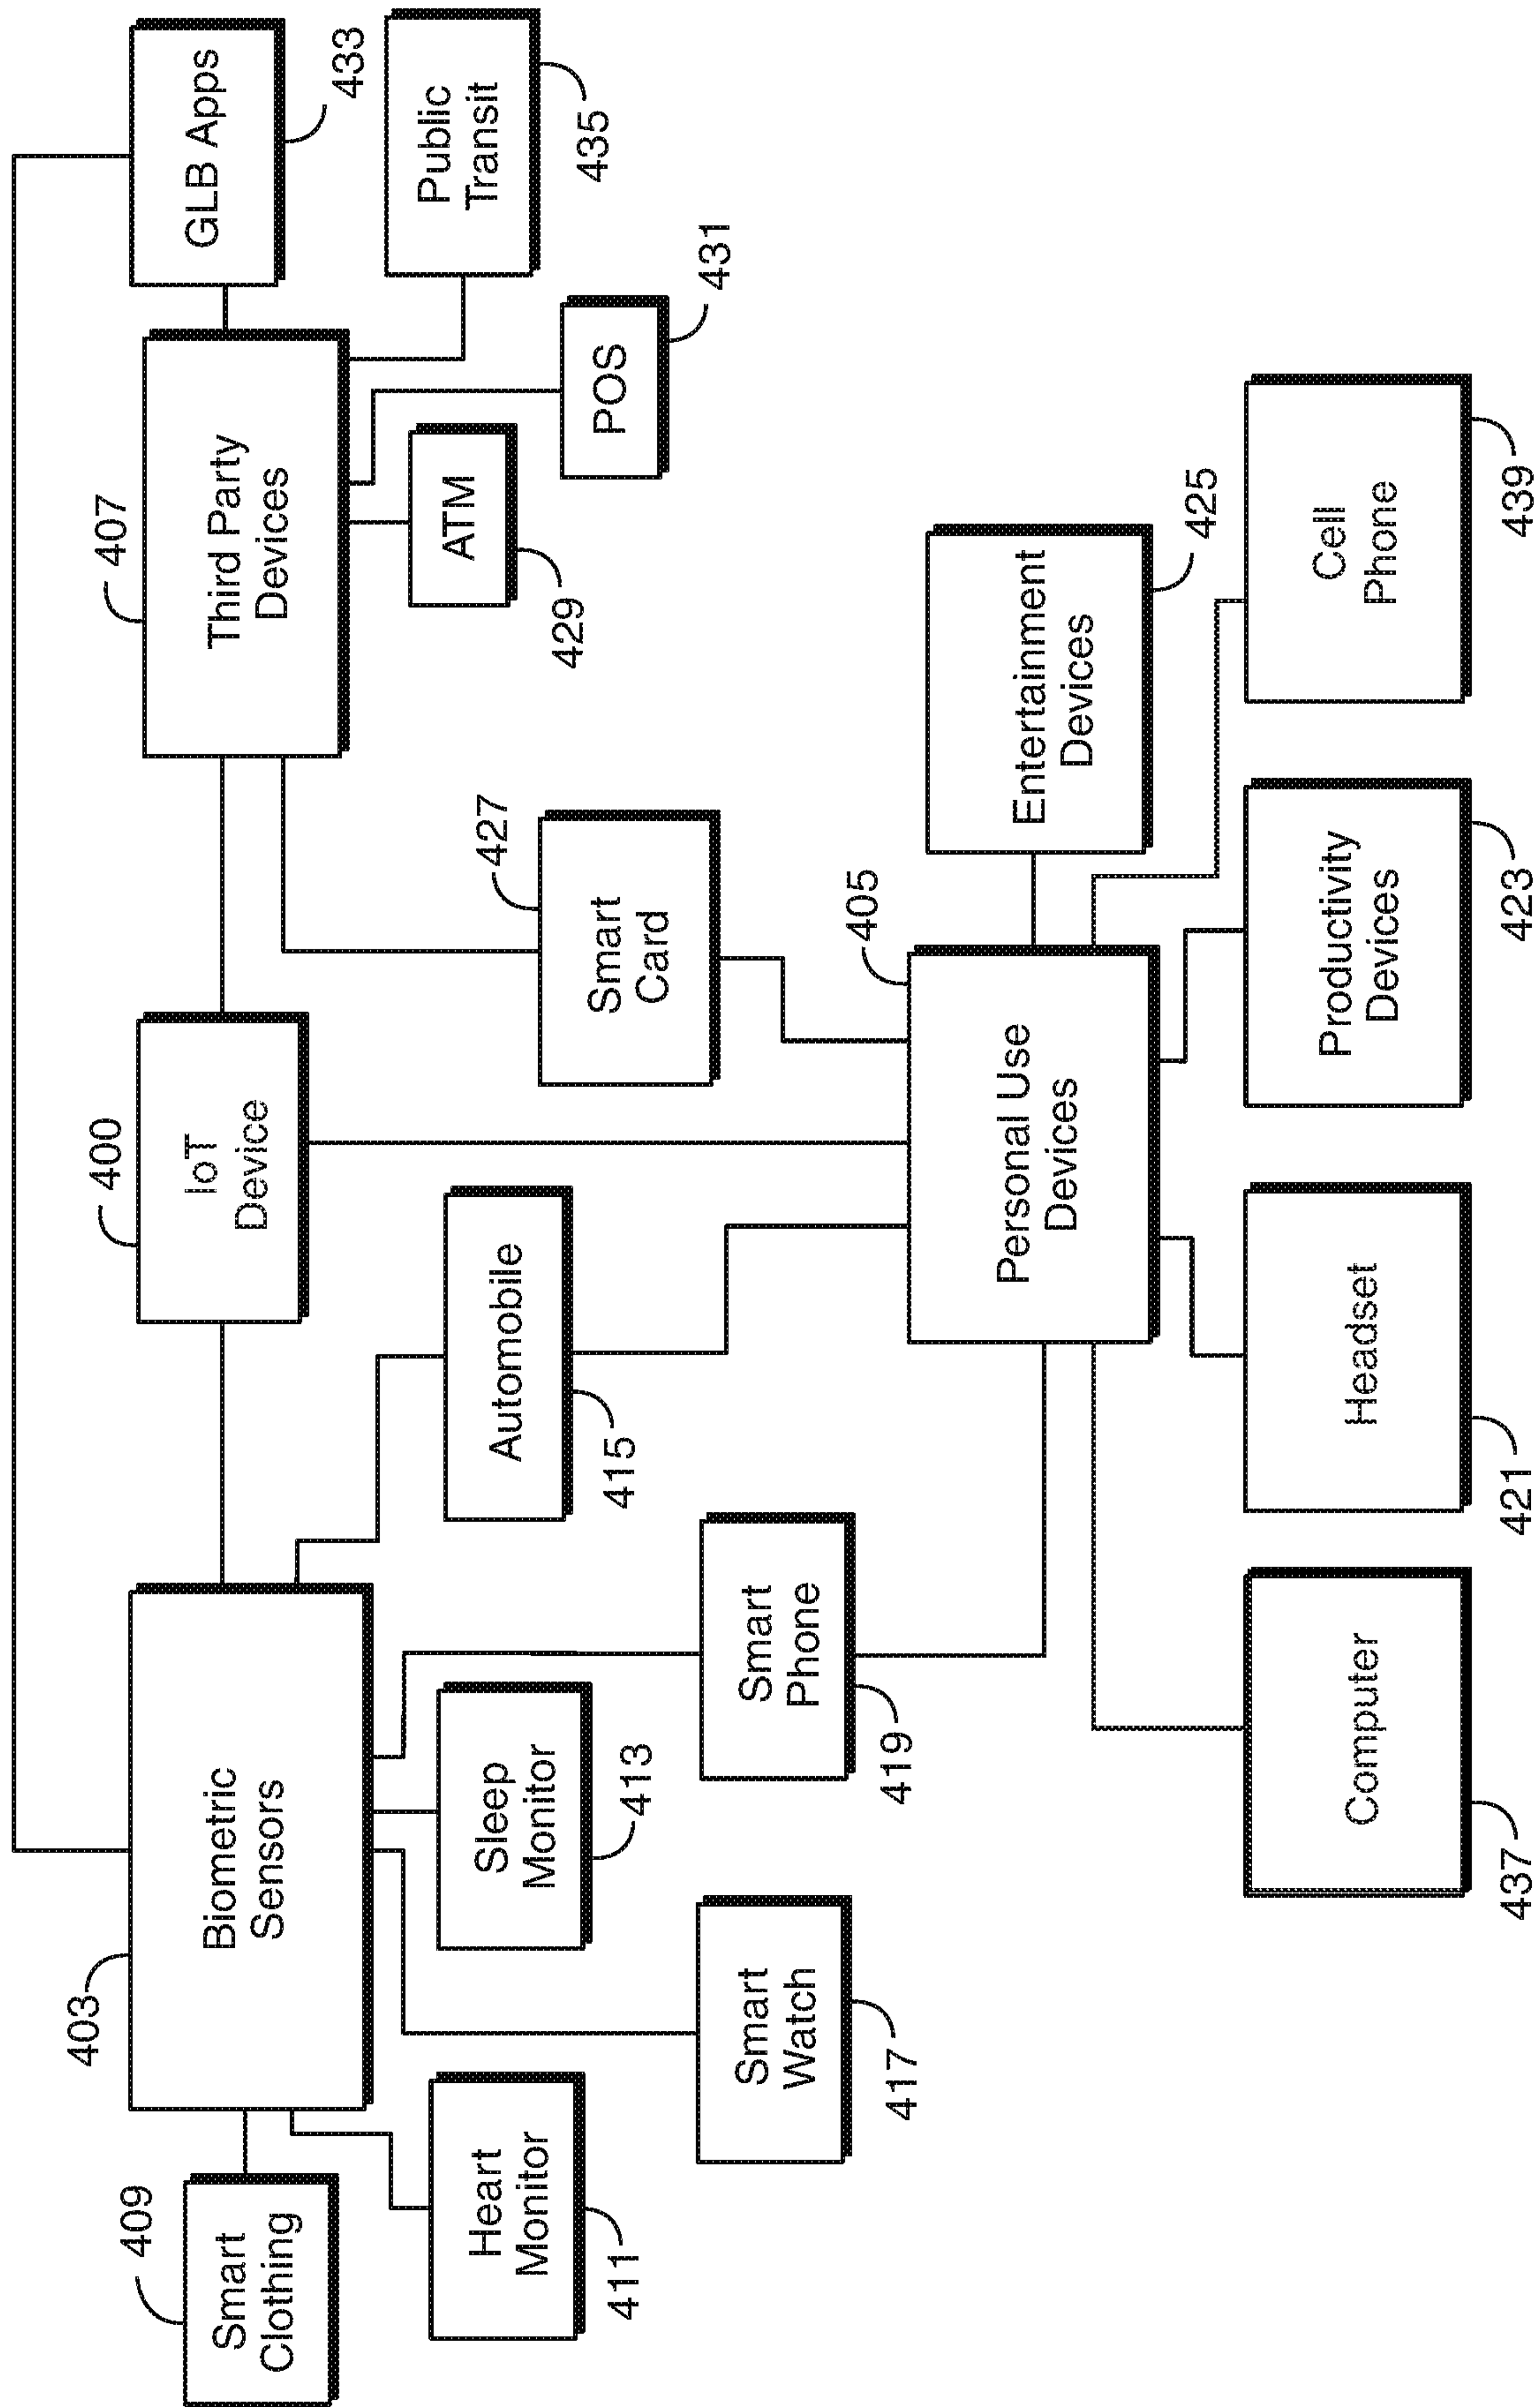 400
IoT
Device
403
Biometric
Sensors
407
Third Party
Devices
GLB Apps
433
409
Smart
Clothing
Heart
Monitor
411
Sleep
Monitor
413
Automobile
415
ATM
429
Public
Transit
435
POS
431
Smart
Watch
417
Smart
Phone
419
Smart
Card
427
405
Personal Use
Devices
Entertainment
Devices
425
Computer
437
Headset
421
Productivity
Devices
423
Cell
Phone
439